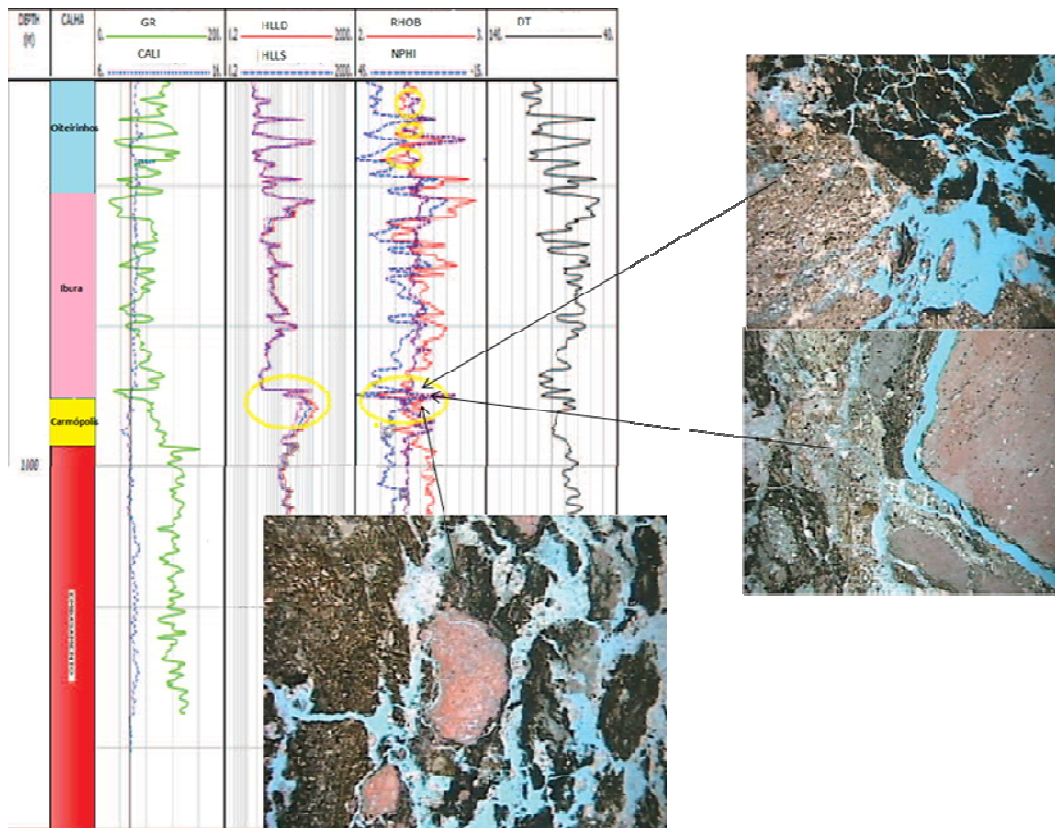 DEPTH CALHA GR HLLD RHOB DT
(M) 0. 200. 0.2 2000. 2. 3. 140. 40.
CALI HLLS NPHI
6. 16. 0.2 2000. 45. -15.
Oiteirinhos
Ibura
Carmópolis
1000